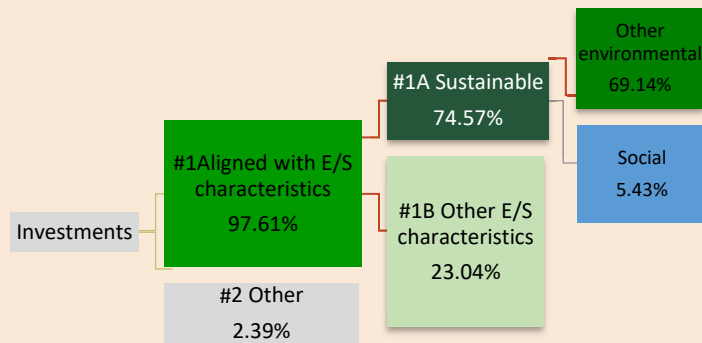 Investments
#1Aligned with E/S
characteristics
97.61%
#2 Other
2.39%
#1A Sustainable
74.57%
#1B Other E/S
characteristics
23.04%
Other
environmental
69.14%
Social
5.43%